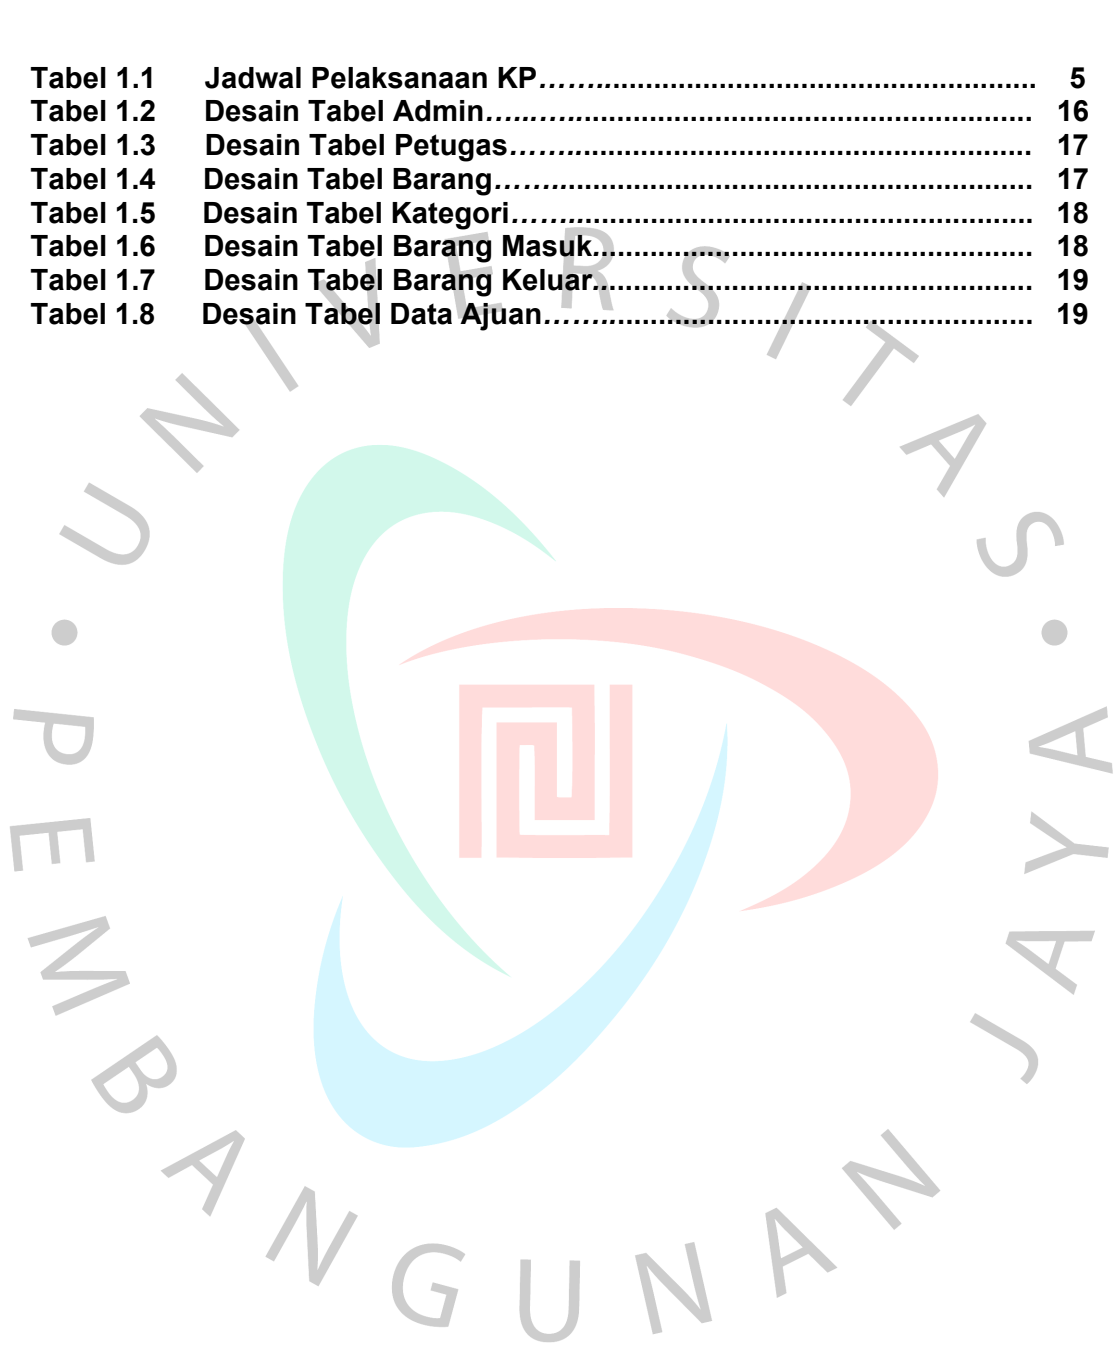 Tabel 1.1 Jadwal Pelaksanaan KP…….................................................... 5
Tabel 1.2 Desain Tabel Admin…...…........................................................ 16
Tabel 1.3 Desain Tabel Petugas……....................................................... 17
Tabel 1.4 Desain Tabel Barang……......................................................... 17
Tabel 1.5 Desain Tabel Kategori……....................................................... 18
Tabel 1.6 Desain Tabel Barang Masuk..................................................... 18
Tabel 1.7 Desain Tabel Barang Keluar..................................................... 19
Tabel 1.8 Desain Tabel Data Ajuan…….................................................... 19
UNIVERSITAS • PEMBANGUNAN JAYA •